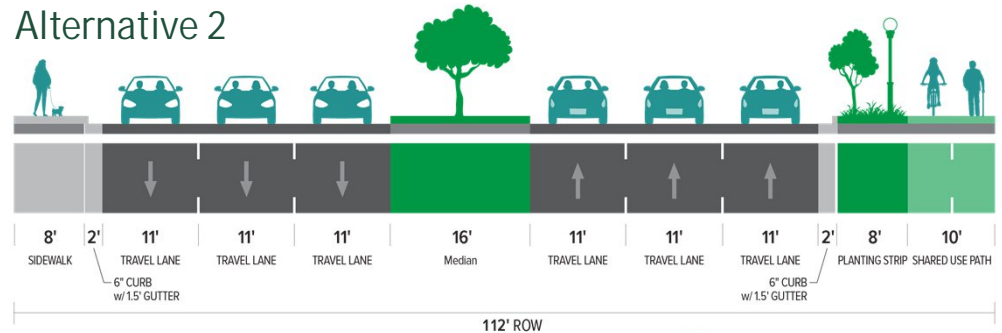 Alternative 2
8' 2' 11' 11' 11' 16' 11' 11' 11' 2' 8' 10'
SIDEWALK TRAVEL LANE TRAVEL LANE TRAVEL LANE Median TRAVEL LANE TRAVEL LANE TRAVEL LANE PLANTING STRIP SHARED USE PATH
6" CURB 6" CURB
w/ 1.5' GUTTER w/ 1.5' GUTTER
112' ROW